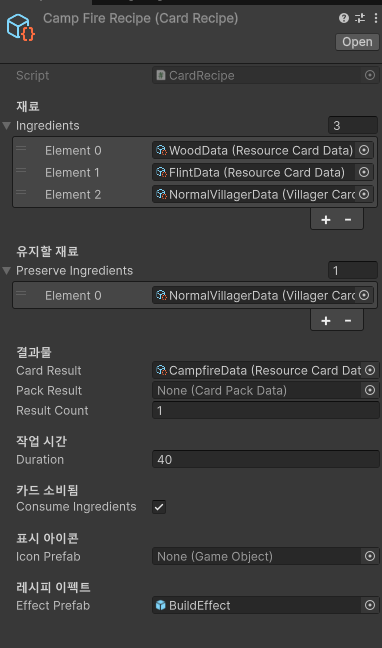 Camp Fire Recipe (Card Recipe)
Open
Script CardRecipe
재료
Ingredients 3
Element 0 WoodData (Resource Card Data)
Element 1 FlintData (Resource Card Data)
Element 2 NormalVillagerData (Villager Card
+ -
유지할 재료
Preserve Ingredients 1
Element 0 NormalVillagerData (Villager Card
+ -
결과물
Card Result CampfireData (Resource Card Dat
Pack Result None (Card Pack Data)
Result Count 1
작업 시간
Duration 40
카드 소비됨
Consume Ingredients
표시 아이콘
Icon Prefab None (Game Object)
레시피 이펙트
Effect Prefab BuildEffect